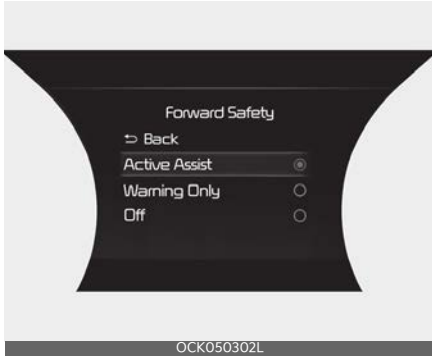 Forward Safety
⮌ Back
Active Assist
Warning Only
Off
OCK050302L